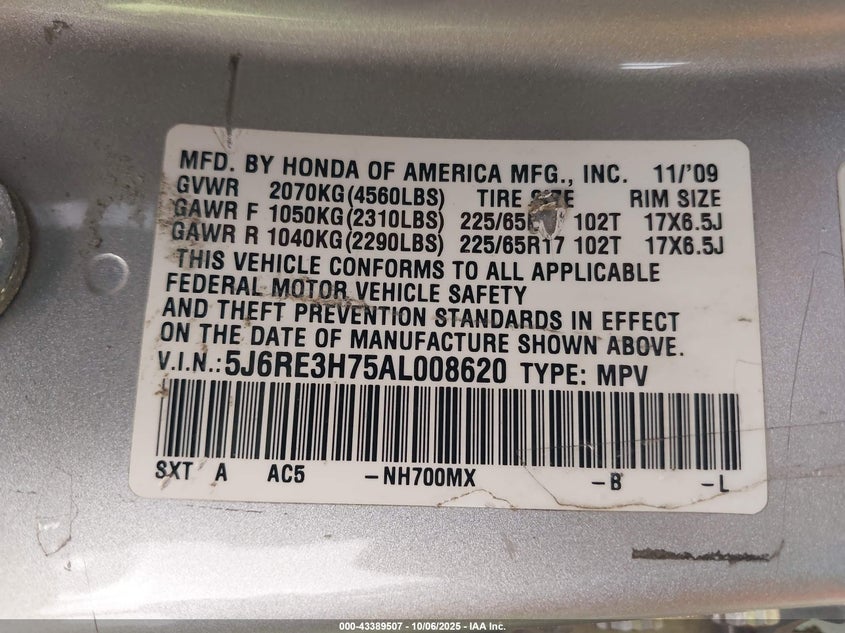 MFD. BY HONDA OF AMERICA MFG., INC. 11/'09
GVWR 2070KG(4560LBS) TIRE SIZE RIM SIZE
GAWR F 1050KG(2310LBS) 225/65 102T 17X6.5J
GAWR R 1040KG(2290LBS) 225/65R17 102T 17X6.5J
THIS VEHICLE CONFORMS TO ALL APPLICABLE
FEDERAL MOTOR VEHICLE SAFETY
AND THEFT PREVENTION STANDARDS IN EFFECT
ON THE DATE OF MANUFACTURE SHOWN ABOVE.
V.I.N.: 5J6RE3H75AL008620 TYPE: MPV
SXT A AC5 -NH700MX -B -L
000-43389507 - 10/06/2025 - IAA Inc.